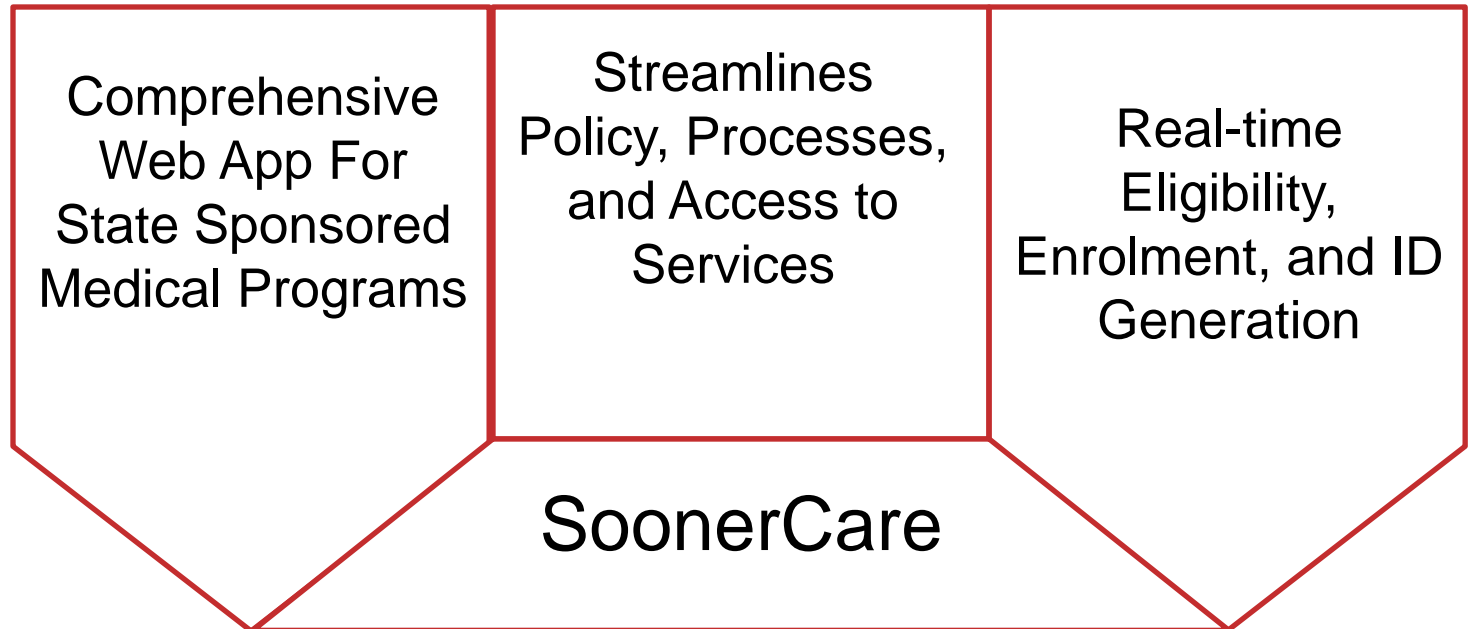 Comprehensive
Web App For
State Sponsored
Medical Programs
Streamlines
Policy, Processes,
and Access to
Services
Real-time
Eligibility,
Enrolment, and ID
Generation
SoonerCare